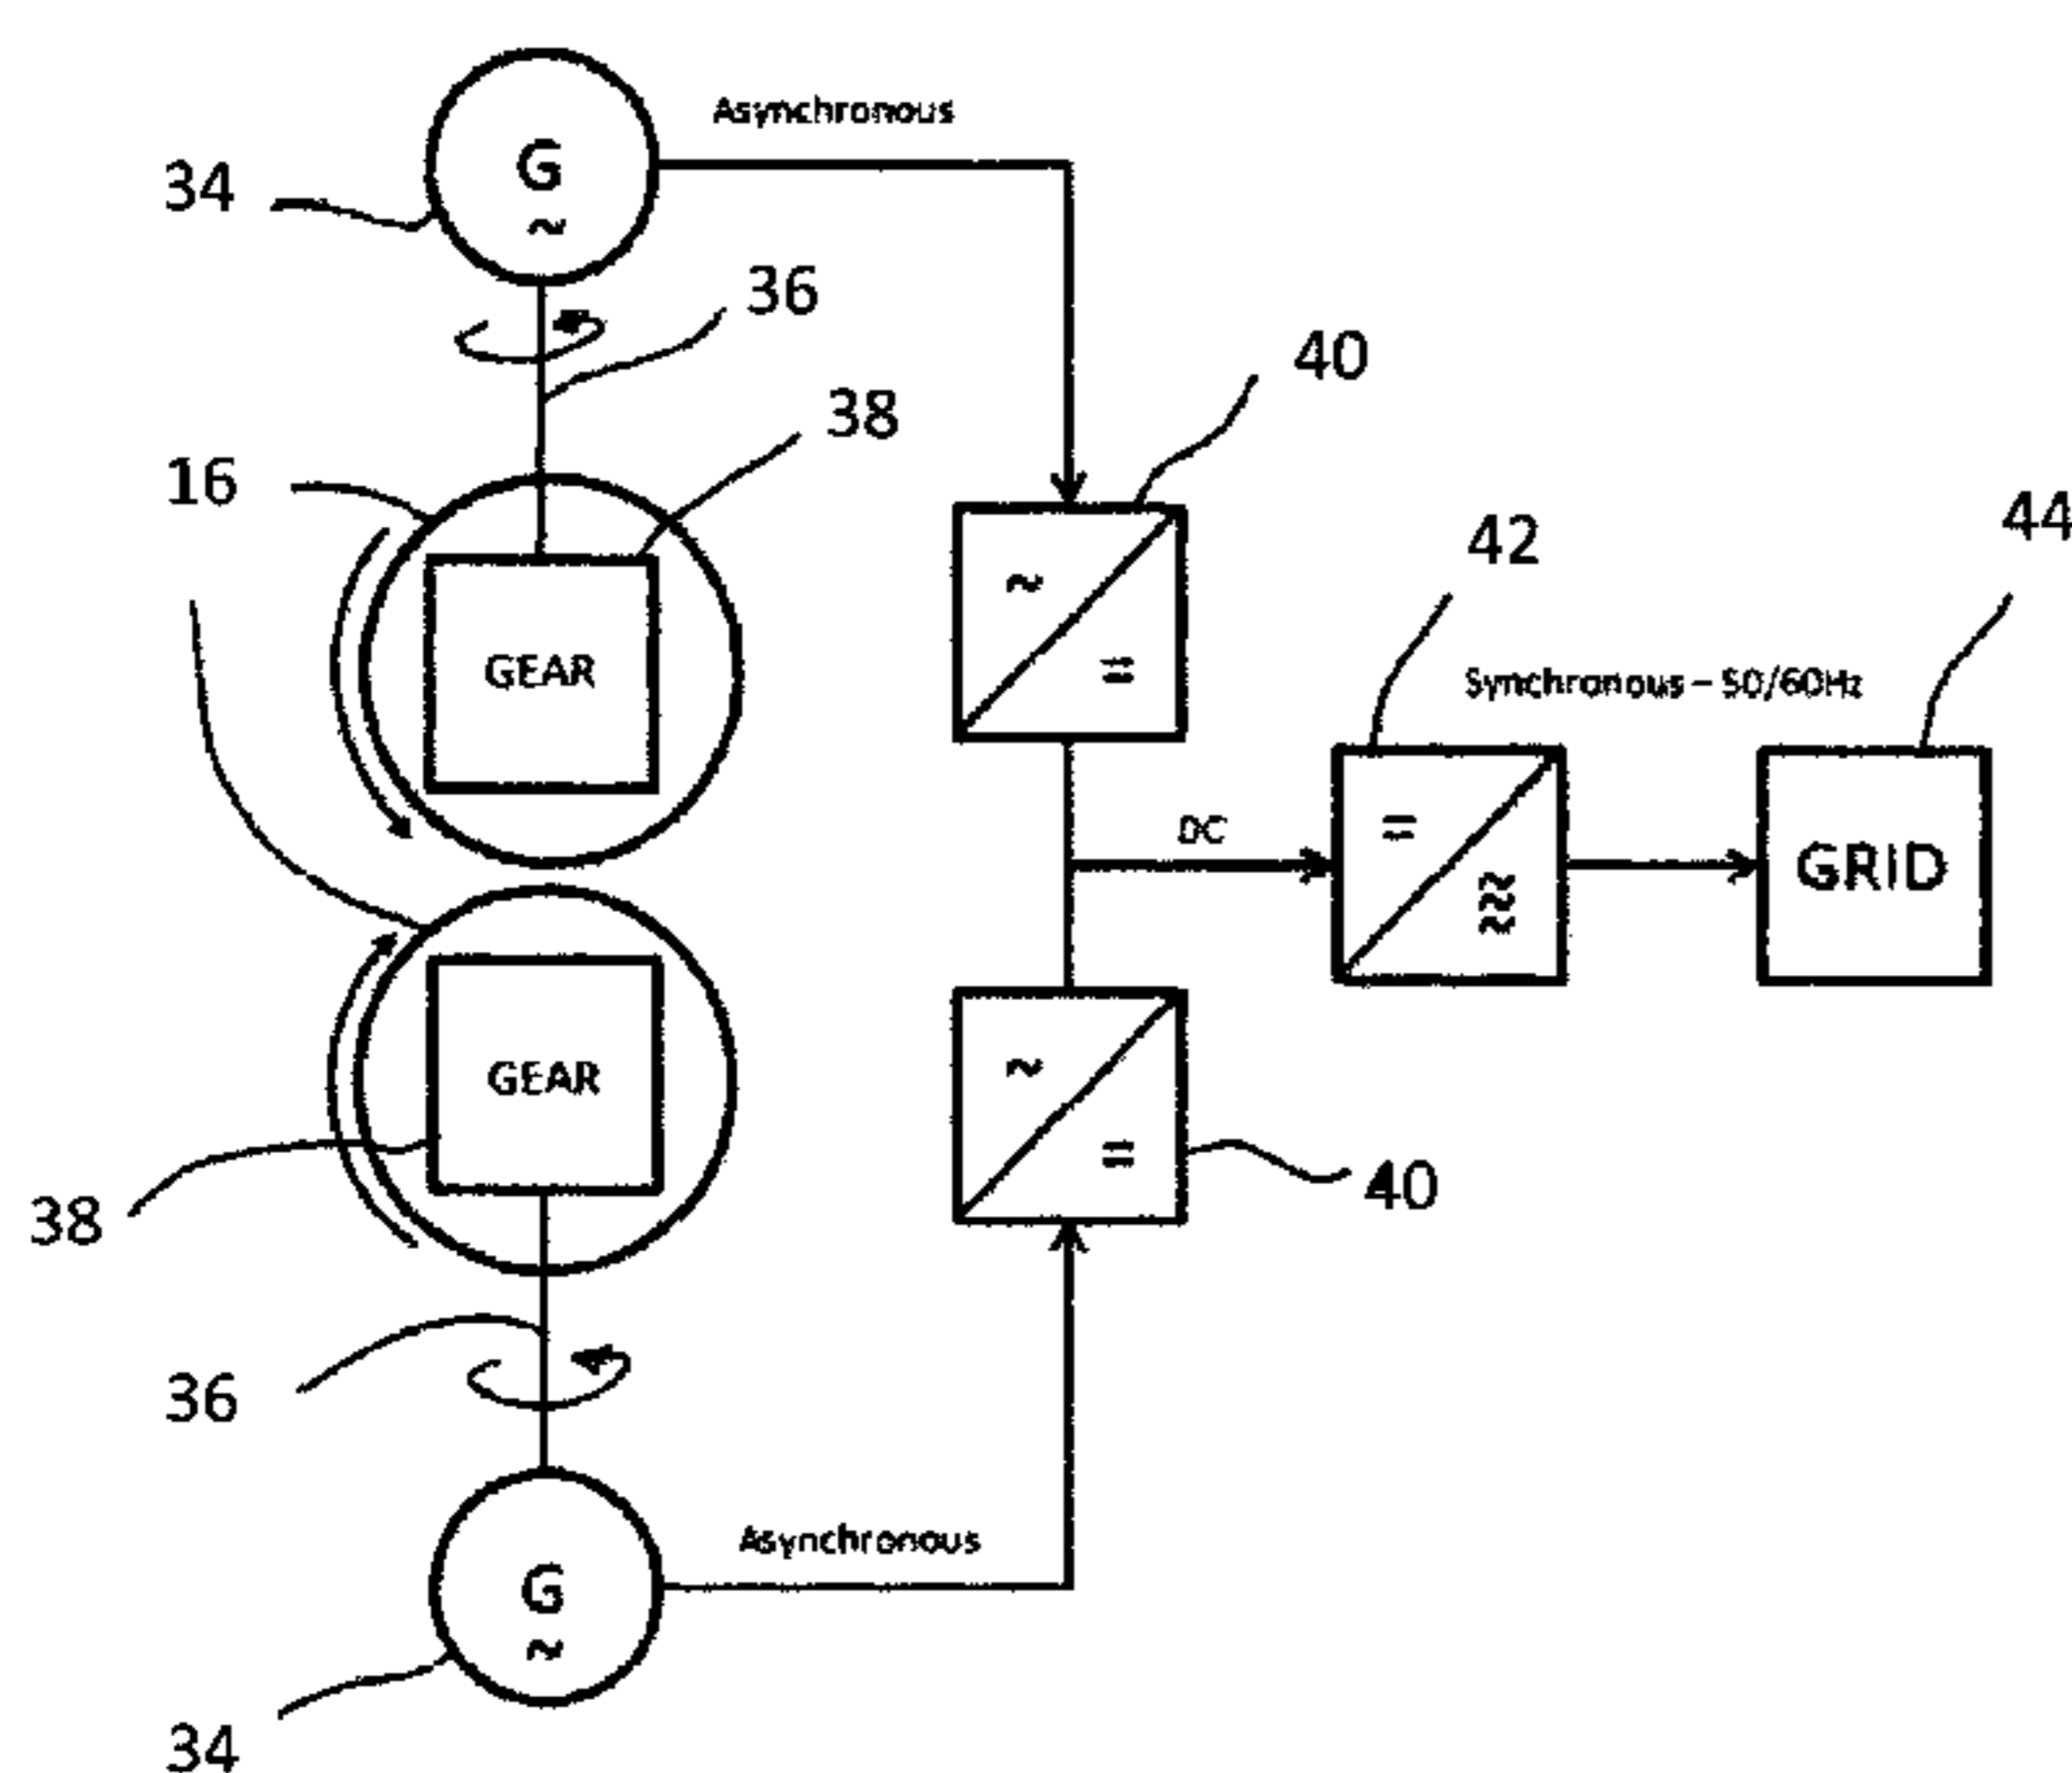 Asynchronous
G
~
34
36
40
38
16
44
42
~
=
GEAR
Synchronous – 50/60Hz
DC
=
≈
GRID
~
=
GEAR
40
38
36
Asynchronous
G
~
34